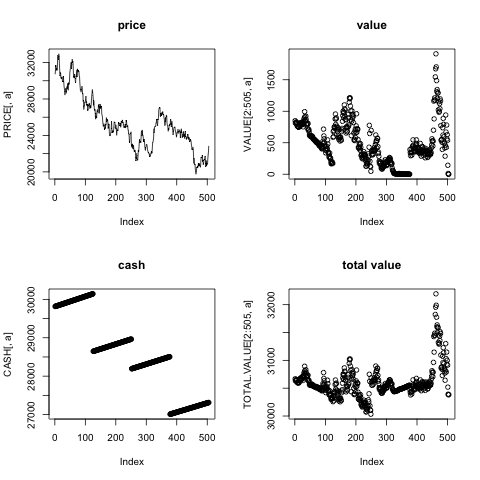 price
PRICE[, a]
32000
28000
24000
20000
0 100 200 300 400 500
Index
value
VALUE[2:505, a]
1500
1000
500
0
0 100 200 300 400 500
Index
cash
CASH[, a]
30000
29000
28000
27000
0 100 200 300 400 500
Index
total value
TOTAL.VALUE[2:505, a]
32000
31000
30000
0 100 200 300 400 500
Index